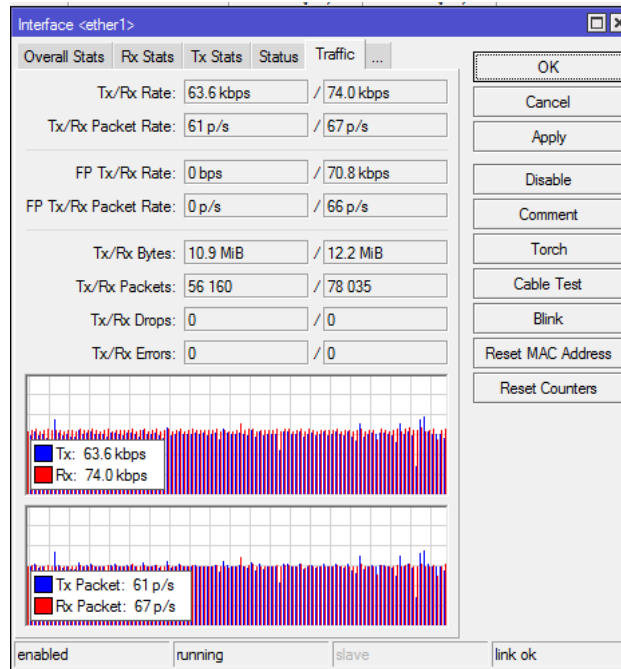 Interface <ether1>
Overall Stats Rx Stats Tx Stats Status Traffic ...
Tx/Rx Rate: 63.6 kbps / 74.0 kbps
Tx/Rx Packet Rate: 61 p/s / 67 p/s
FP Tx/Rx Rate: 0 bps / 70.8 kbps
FP Tx/Rx Packet Rate: 0 p/s / 66 p/s
Tx/Rx Bytes: 10.9 MiB / 12.2 MiB
Tx/Rx Packets: 56 160 / 78 035
Tx/Rx Drops: 0 / 0
Tx/Rx Errors: 0 / 0
Tx: 63.6 kbps
Rx: 74.0 kbps
Tx Packet: 61 p/s
Rx Packet: 67 p/s
OK
Cancel
Apply
Disable
Comment
Torch
Cable Test
Blink
Reset MAC Address
Reset Counters
enabled running slave link ok